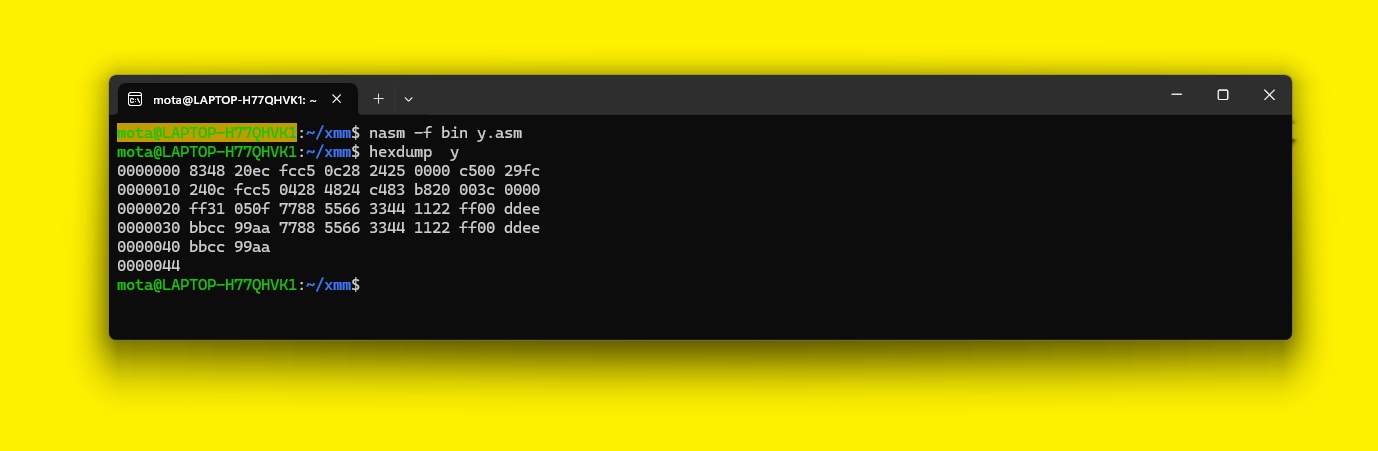 mota@LAPTOP-H77QHVK1: ~
mota@LAPTOP-H77QHVK1:~/xmm$ nasm -f bin y.asm
mota@LAPTOP-H77QHVK1:~/xmm$ hexdump  y
0000000 8348 20ec fcc5 0c28 2425 0000 c500 29fc
0000010 240c fcc5 0428 4824 c483 b820 003c 0000
0000020 ff31 050f 7788 5566 3344 1122 ff00 ddee
0000030 bbcc 99aa 7788 5566 3344 1122 ff00 ddee
0000040 bbcc 99aa
0000044
mota@LAPTOP-H77QHVK1:~/xmm$